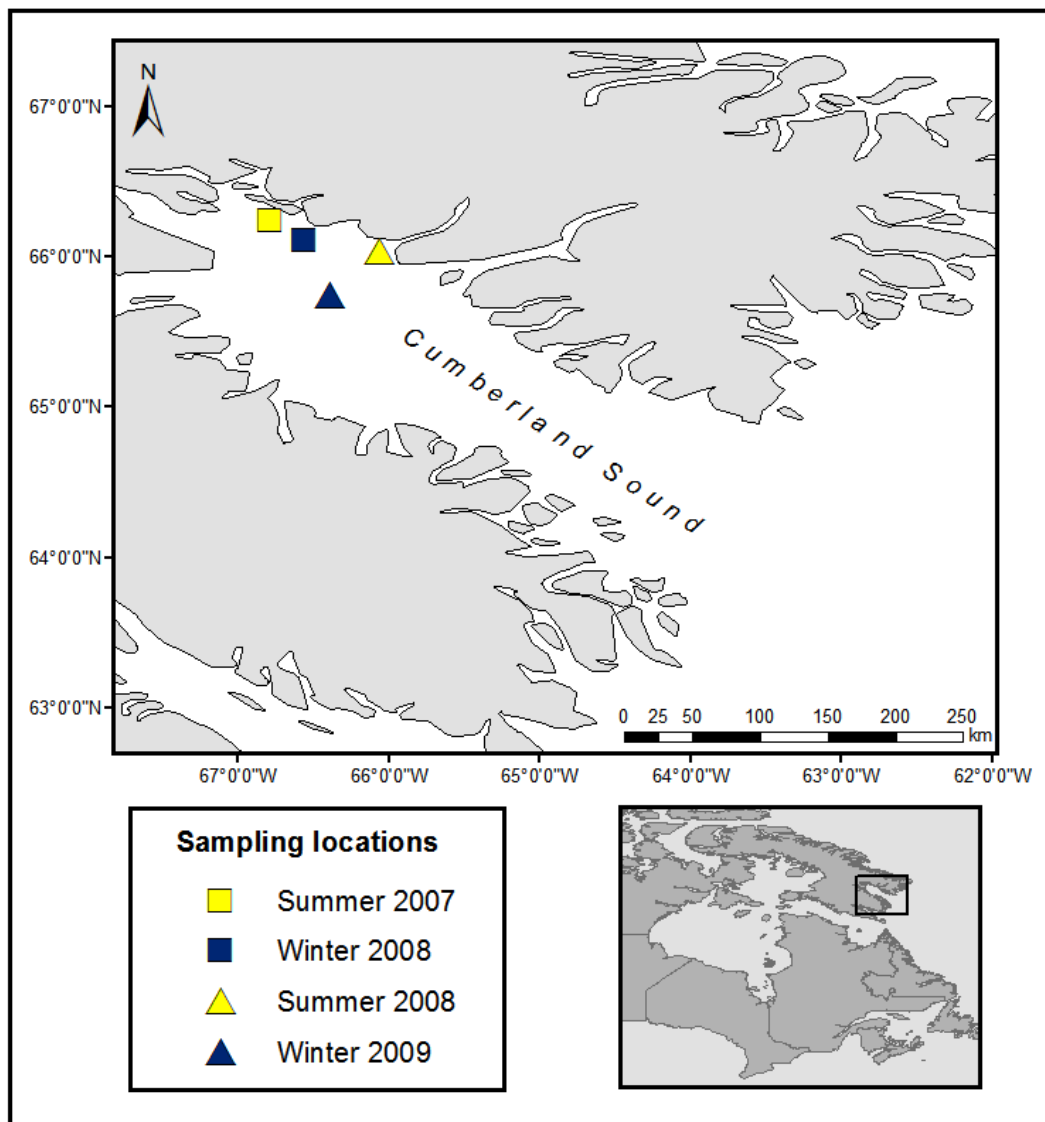 N
67°0'0"N
66°0'0"N
65°0'0"N
64°0'0"N
63°0'0"N
Cumberland Sound
0 25 50 100 150 200 250
km
67°0'0"W 66°0'0"W 65°0'0"W 64°0'0"W 63°0'0"W 62°0'0"W
Sampling locations
Summer 2007
Winter 2008
Summer 2008
Winter 2009